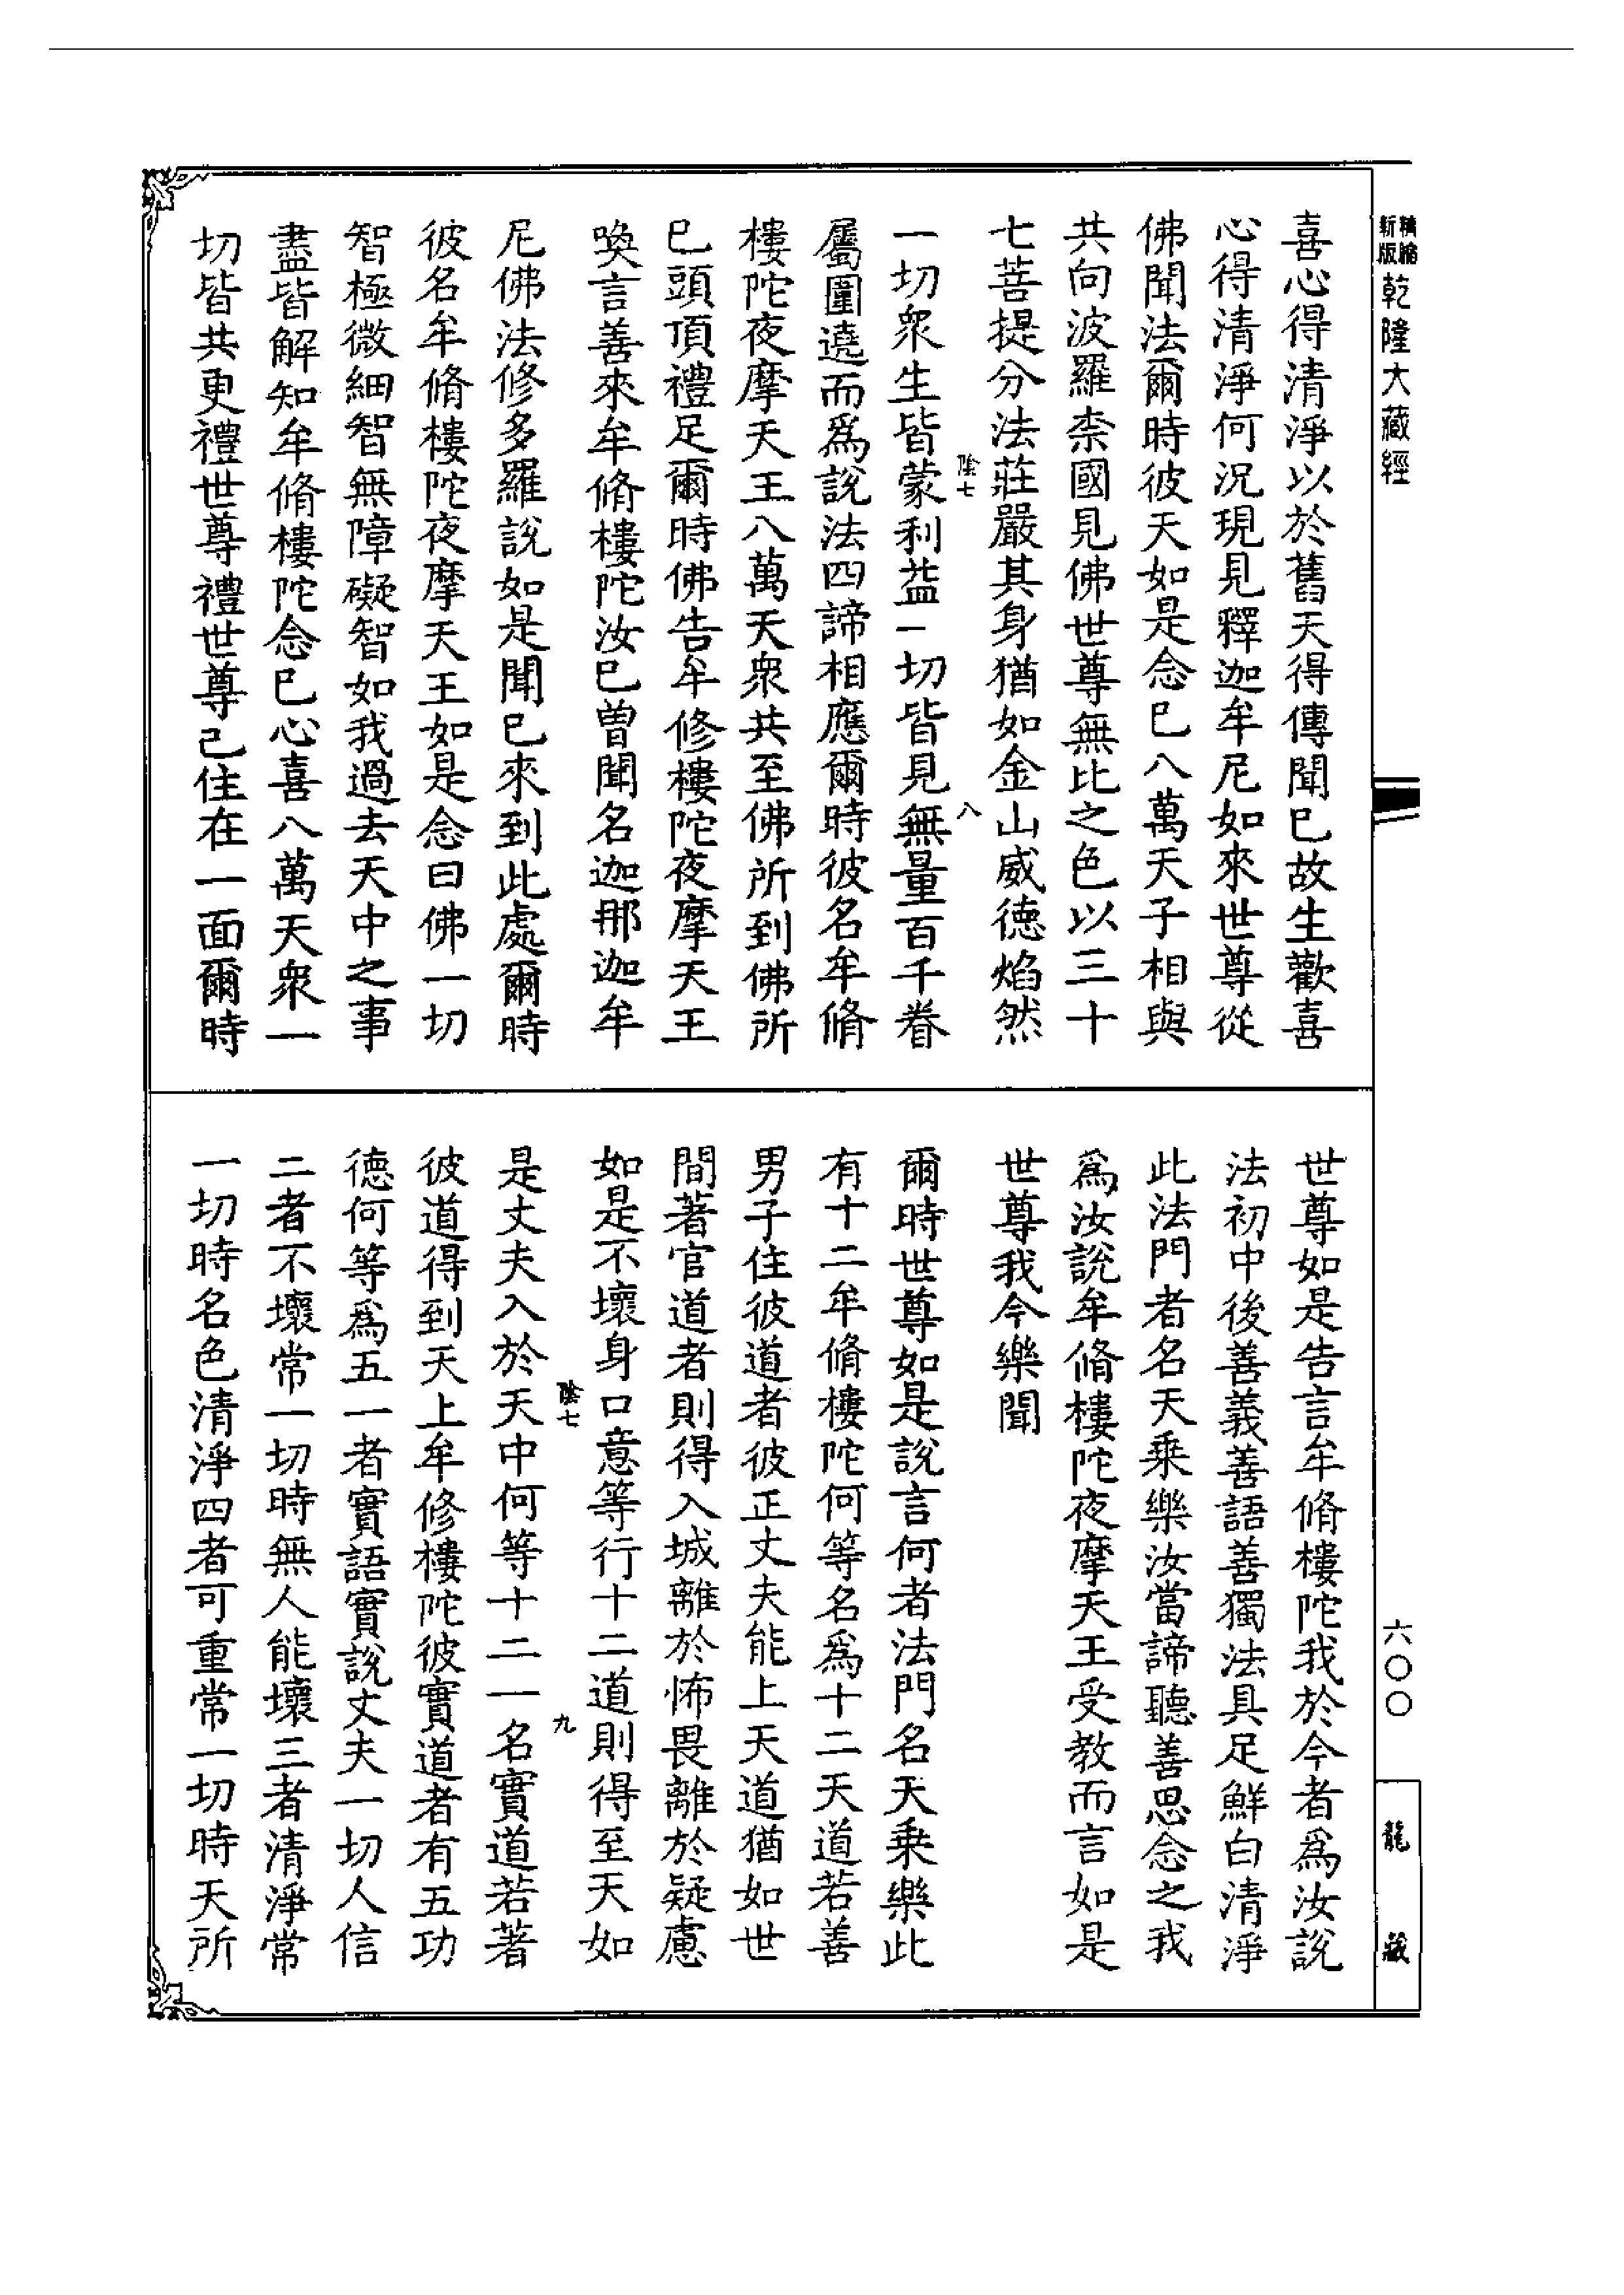 新版
精縮
乾隆大藏經
喜心得清淨以於舊天得傳聞巳故生歡喜
心得清淨何況現見釋迦牟尼如來世尊從
佛聞法爾時彼天如是念巳八萬天子相與
共向波羅柰國見佛世尊無比之色以三十
七菩提分法莊嚴其身猶如金山威德焰然
陰七
八
一切衆生皆蒙利益一切皆見無量百千眷
屬圍遶而爲說法四諦相應爾時彼名牟脩
樓陀夜摩天王八萬天衆共至佛所到佛所
巳頭頂禮足爾時佛告牟修樓陀夜摩天王
喚言善來牟脩樓陀汝巳曾聞名迦那迦牟
尼佛法修多羅說如是聞巳來到此處爾時
彼名牟脩樓陀夜摩天王如是念曰佛一切
智極微細智無障礙智如我過去天中之事
盡皆解知牟脩樓陀念巳心喜八萬天衆一
切皆共更禮世尊禮世尊己住在一面爾時
世尊如是告言牟脩樓陀我於今者爲汝說
法初中後善義善語善獨法具足鮮白清淨
此法門者名天乘樂汝當諦聽善思念之我
爲汝說牟脩樓陀夜摩天王受教而言如是
世尊我今樂聞
爾時世尊如是說言何者法門名天乘樂此
有十二牟脩樓陀何等名爲十二天道若善
男子住彼道者彼正丈夫能上天道猶如世
間著官道者則得入城離於怖畏離於疑慮
如是不壞身口意等行十二道則得至天如
陰七
九
是丈夫入於天中何等十二一名實道若著
彼道得到天上牟修樓陀彼實道者有五功
德何等爲五一者實語實說丈夫一切人信
二者不壞常一切時無人能壞三者清淨常
一切時名色清淨四者可重常一切時天所
六〇〇
龍藏